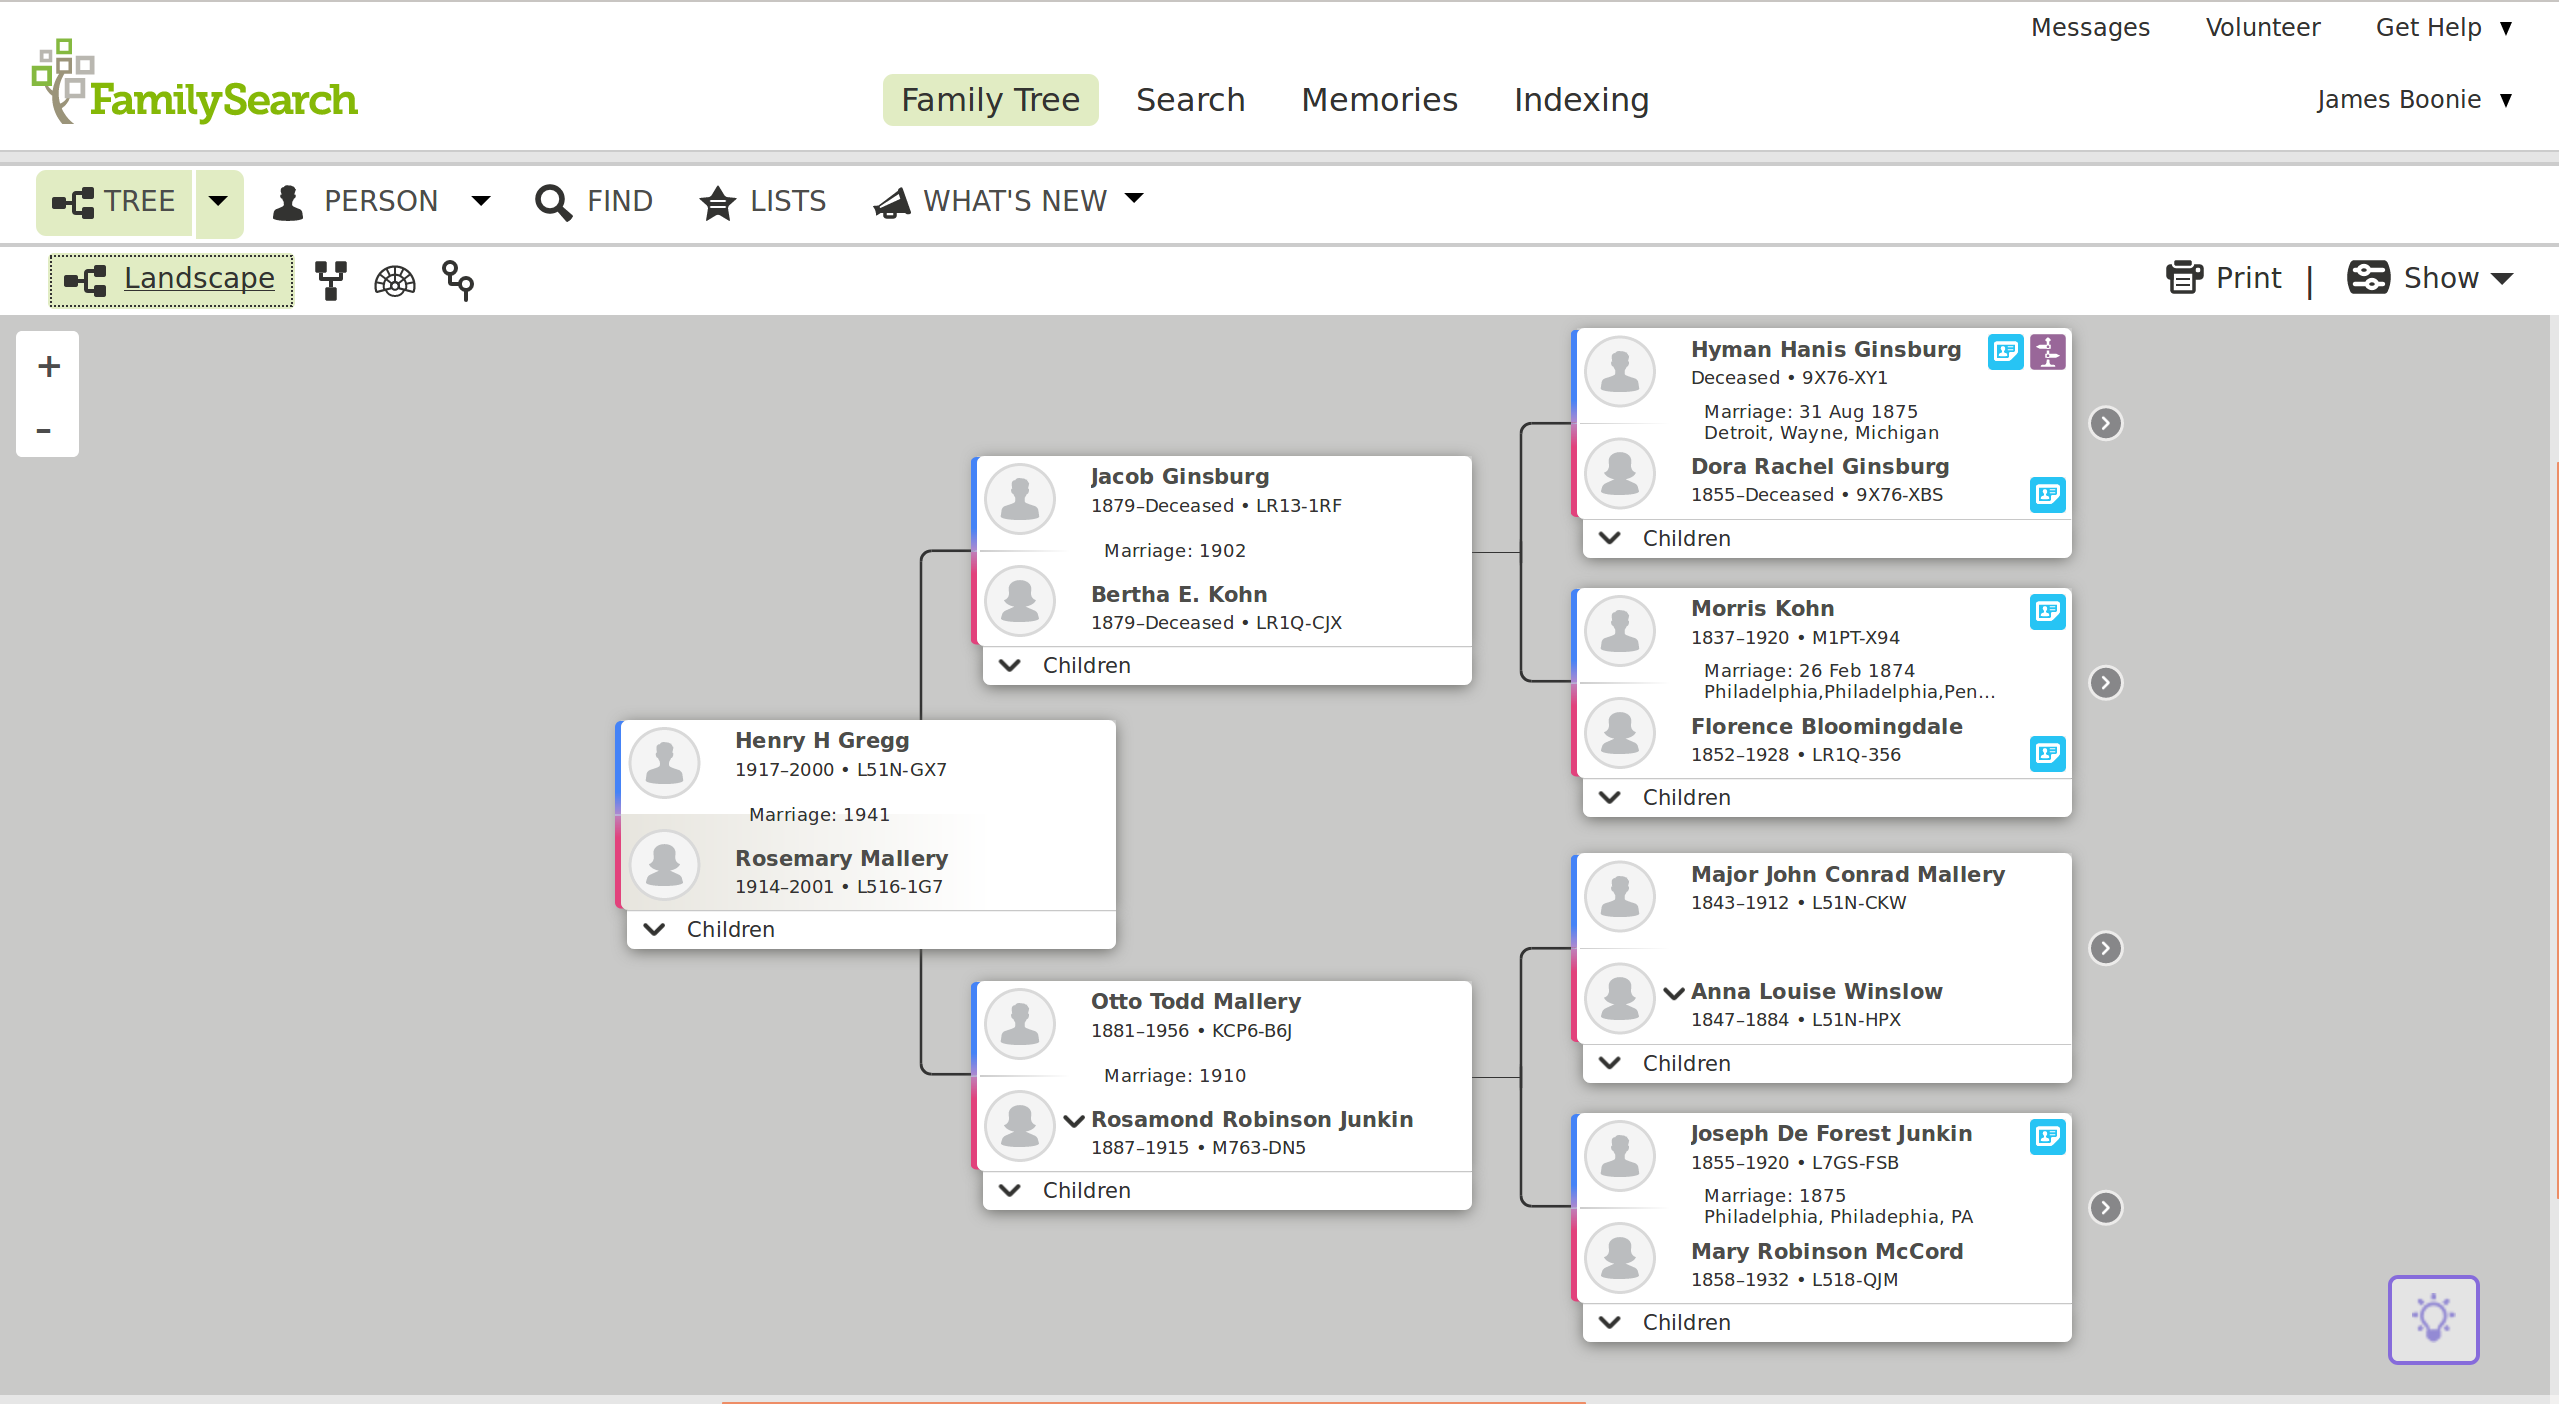 Messages Volunteer Get Help
FamilySearch
Family Tree Search Memories Indexing
James Boonie
TREE PERSON FIND LISTS WHAT'S NEW
Landscape
Print | Show
+
–
Hyman Hanis Ginsburg
Deceased • 9X76-XY1
Marriage: 31 Aug 1875
Detroit, Wayne, Michigan
Dora Rachel Ginsburg
1855–Deceased • 9X76-XBS
Children
Jacob Ginsburg
1879–Deceased • LR13-1RF
Marriage: 1902
Bertha E. Kohn
1879–Deceased • LR1Q-CJX
Children
Morris Kohn
1837–1920 • M1PT-X94
Marriage: 26 Feb 1874
Philadelphia,Philadelphia,Pen...
Florence Bloomingdale
1852–1928 • LR1Q-356
Children
Henry H Gregg
1917–2000 • L51N-GX7
Marriage: 1941
Rosemary Mallery
1914–2001 • L516-1G7
Children
Major John Conrad Mallery
1843–1912 • L51N-CKW
Anna Louise Winslow
1847–1884 • L51N-HPX
Children
Otto Todd Mallery
1881–1956 • KCP6-B6J
Marriage: 1910
Rosamond Robinson Junkin
1887–1915 • M763-DN5
Children
Joseph De Forest Junkin
1855–1920 • L7GS-FSB
Marriage: 1875
Philadelphia, Philadephia, PA
Mary Robinson McCord
1858–1932 • L518-QJM
Children